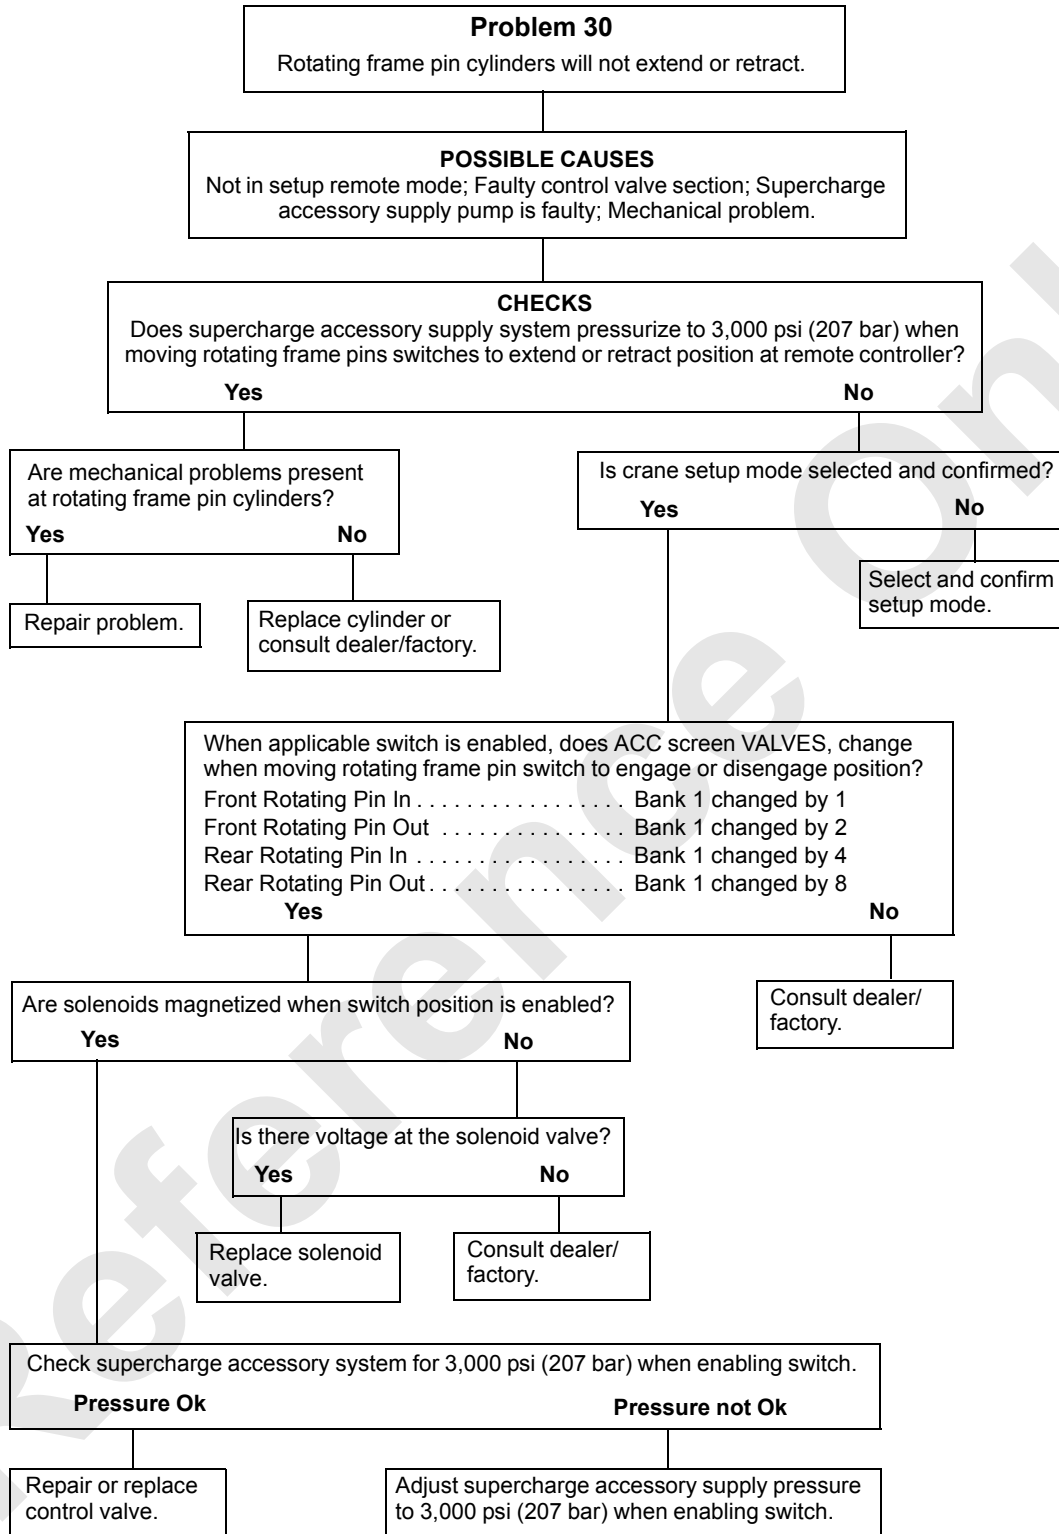 Problem 30
Rotating frame pin cylinders will not extend or retract.
POSSIBLE CAUSES
Not in setup remote mode; Faulty control valve section; Supercharge
accessory supply pump is faulty; Mechanical problem.
CHECKS
Does supercharge accessory supply system pressurize to 3,000 psi (207 bar) when
moving rotating frame pins switches to extend or retract position at remote controller?
Yes
No
Are mechanical problems present
at rotating frame pin cylinders?
Yes
No
Is crane setup mode selected and confirmed?
Yes
No
Repair problem.
Replace cylinder or
consult dealer/factory.
Select and confirm
setup mode.
When applicable switch is enabled, does ACC screen VALVES, change
when moving rotating frame pin switch to engage or disengage position?
Front Rotating Pin In . . . . . . . . . . . . . . . . . Bank 1 changed by 1
Front Rotating Pin Out . . . . . . . . . . . . . . . Bank 1 changed by 2
Rear Rotating Pin In . . . . . . . . . . . . . . . . . Bank 1 changed by 4
Rear Rotating Pin Out . . . . . . . . . . . . . . . . Bank 1 changed by 8
Yes
No
Are solenoids magnetized when switch position is enabled?
Yes
No
Consult dealer/
factory.
Is there voltage at the solenoid valve?
Yes
No
Replace solenoid
valve.
Consult dealer/
factory.
Check supercharge accessory system for 3,000 psi (207 bar) when enabling switch.
Pressure Ok
Pressure not Ok
Repair or replace
control valve.
Adjust supercharge accessory supply pressure
to 3,000 psi (207 bar) when enabling switch.
Reference On